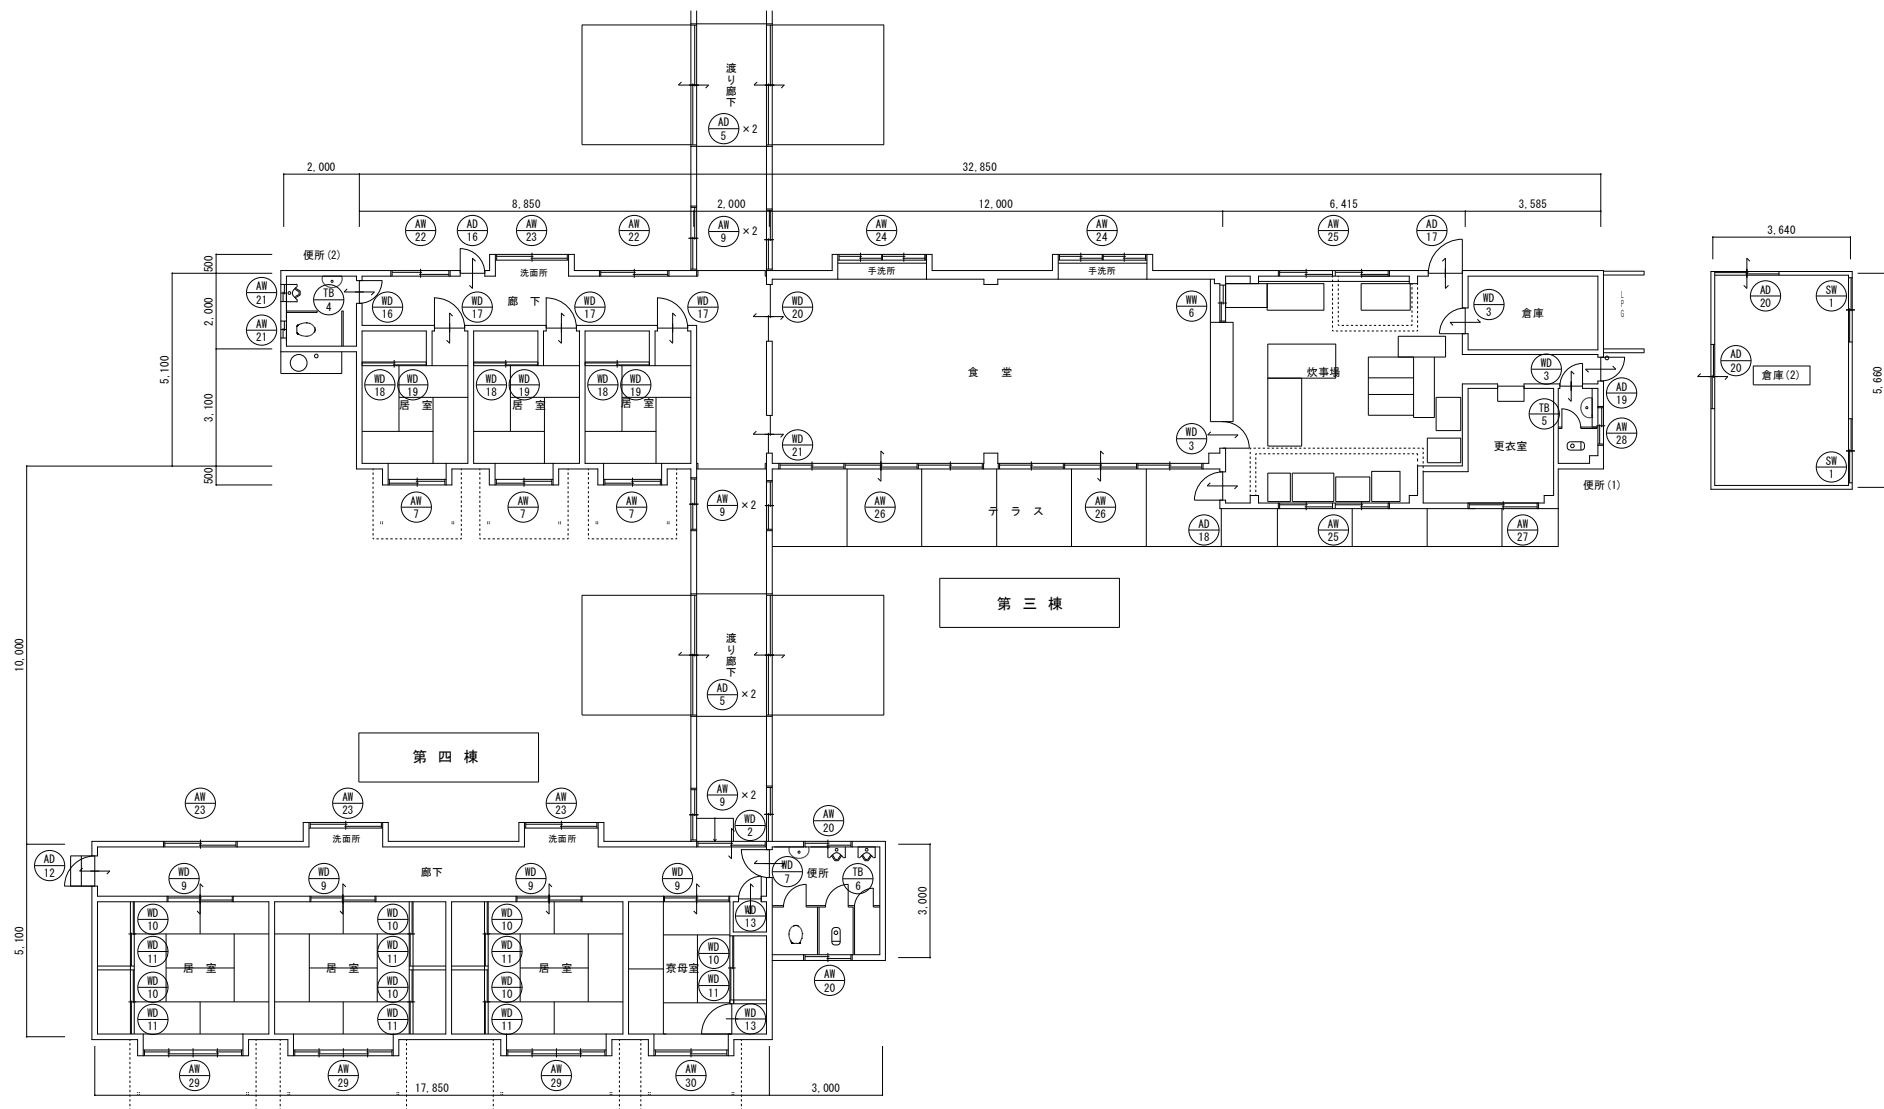 渡り廊下
AD
5
×2
2,000
32,850
8,850
2,000
12,000
6,415
3,585
AW
22
AD
16
AW
23
AW
22
AW
9
×2
AW
24
AW
24
AW
25
AD
17
3,640
便所(2)
500
2,000
5,100
3,100
500
洗面所
手洗所
手洗所
AW
21
AW
21
TB
4
WD
16
WD
17
廊 下
WD
17
WD
17
WD
20
WW
6
WD
3
倉庫
LPG
AD
20
SW
1
AD
20
倉庫(2)
SW
1
5,660
WD
18
WD
19
居 室
WD
18
WD
19
居 室
WD
18
WD
19
居 室
食 堂
炊事場
WD
3
AD
19
TB
5
AW
28
WD
21
WD
3
更衣室
便所(1)
AW
7
AW
7
AW
7
AW
9
×2
AW
26
テ ラ ス
AW
26
AD
18
AW
25
AW
27
第 三 棟
10,000
渡り廊下
AD
5
×2
第 四 棟
AW
23
AW
23
AW
23
AW
9
×2
WD
2
AW
20
洗面所
洗面所
AD
12
廊下
WD
9
WD
9
WD
9
WD
9
WD
7
便所
TB
6
WD
13
3,000
5,100
WD
10
WD
11
居 室
WD
10
WD
11
居 室
WD
10
WD
11
WD
10
WD
11
WD
10
WD
11
居 室
WD
10
WD
11
寮母室
WD
10
WD
11
WD
13
AW
20
AW
29
AW
29
AW
29
AW
30
17,850
3,000